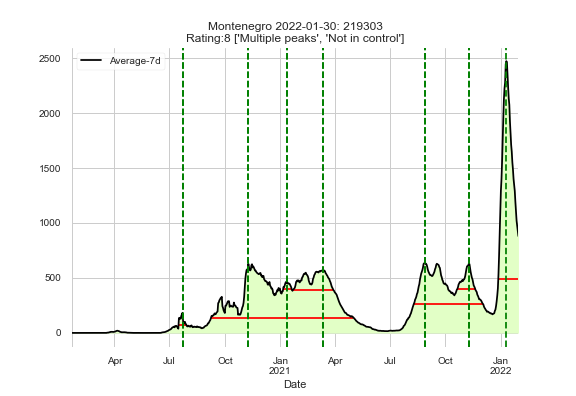 Montenegro 2022-01-30: 219303
Rating:8 ['Multiple peaks', 'Not in control']
Average-7d
2500
2000
1500
1000
500
0
Apr
Jul
Oct
Jan
2021
Apr
Jul
Oct
Jan
2022
Date